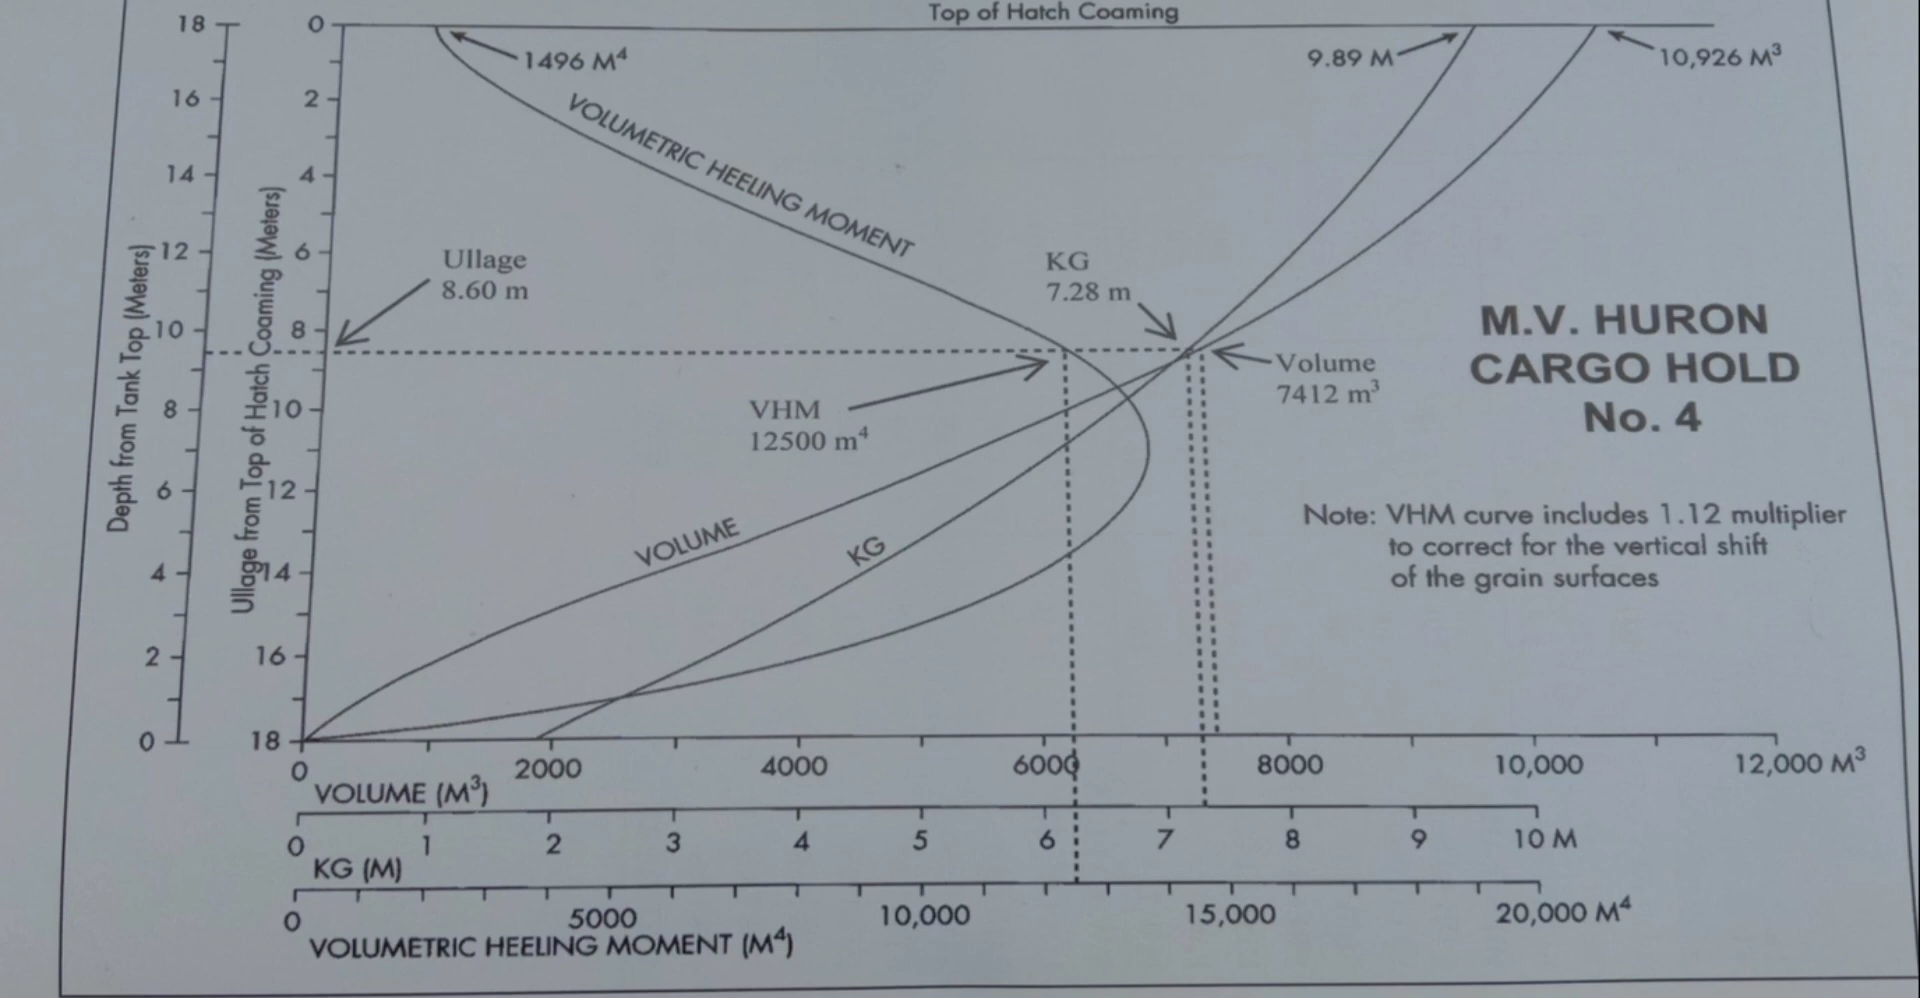 Top of Hatch Coaming
18
16
14
12
10
8
6
4
2
0
Depth from Tank Top (Meters)
0
2
4
6
8
10
12
14
16
18
Ullage from Top of Hatch Coaming (Meters)
1496 M⁴
9.89 M
10,926 M³
VOLUMETRIC HEELING MOMENT
Ullage
8.60 m
KG
7.28 m
Volume
7412 m³
VHM
12500 m⁴
M.V. HURON
CARGO HOLD
No. 4
VOLUME
KG
Note: VHM curve includes 1.12 multiplier
to correct for the vertical shift
of the grain surfaces
0 2000 4000 6000 8000 10,000 12,000 M³
VOLUME (M³)
0 1 2 3 4 5 6 7 8 9 10 M
KG (M)
0 5000 10,000 15,000 20,000 M⁴
VOLUMETRIC HEELING MOMENT (M⁴)